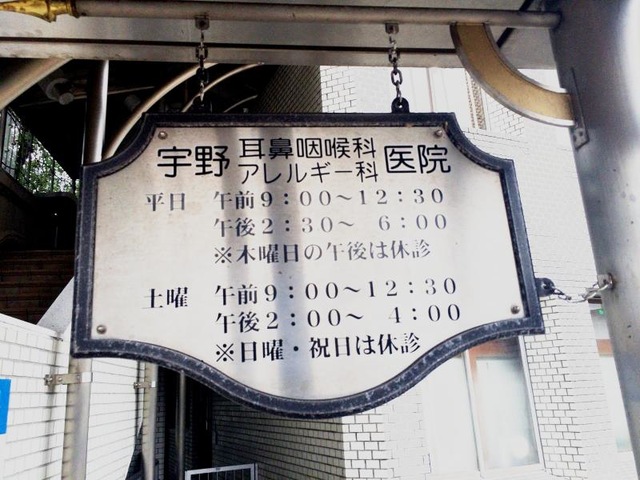 宇野 耳鼻咽喉科 医院
アレルギー科
平日 午前9:00〜12:30
午後2:30〜 6:00
※木曜日の午後は休診
土曜 午前9:00〜12:30
午後2:00〜 4:00
※日曜・祝日は休診